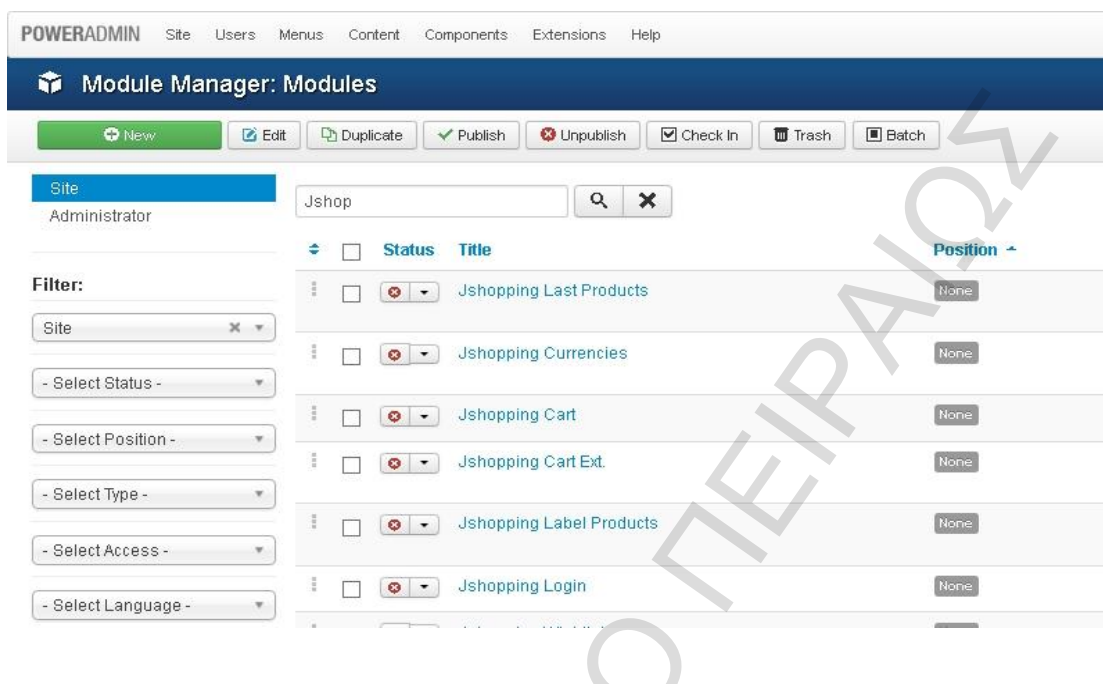 POWERADMIN Site Users Menus Content Components Extensions Help
Module Manager: Modules
New Edit Duplicate Publish Unpublish Check In Trash Batch
Site
Administrator
Jshop
Status Title Position
Filter:
Jshopping Last Products None
Site
Jshopping Currencies None
- Select Status -
Jshopping Cart None
- Select Position -
Jshopping Cart Ext. None
- Select Type -
Jshopping Label Products None
- Select Access -
Jshopping Login None
- Select Language -
Ο ΠΕΙΡΑΙΩΣ